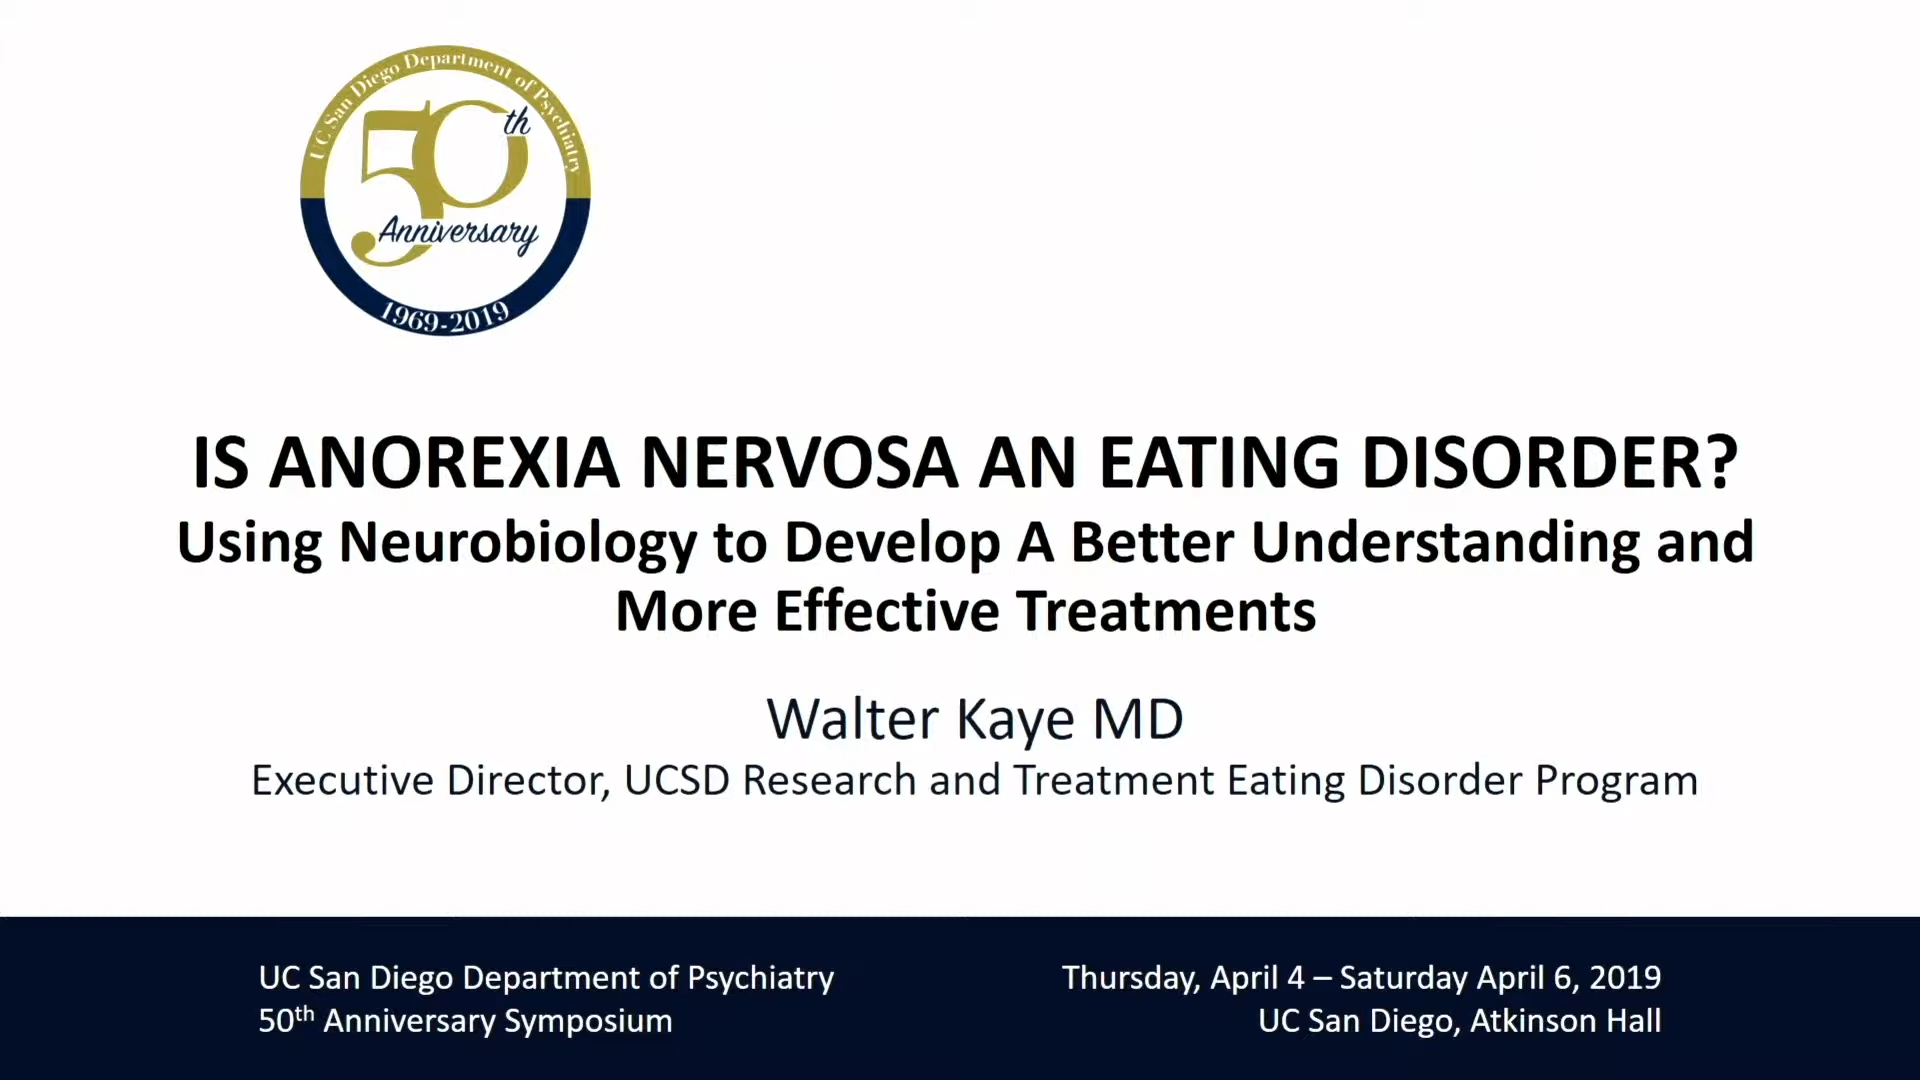 UC San Diego Department of Psychiatry
50th
Anniversary
1969-2019
IS ANOREXIA NERVOSA AN EATING DISORDER?
Using Neurobiology to Develop A Better Understanding and
More Effective Treatments
Walter Kaye MD
Executive Director, UCSD Research and Treatment Eating Disorder Program
UC San Diego Department of Psychiatry
50th Anniversary Symposium
Thursday, April 4 – Saturday April 6, 2019
UC San Diego, Atkinson Hall